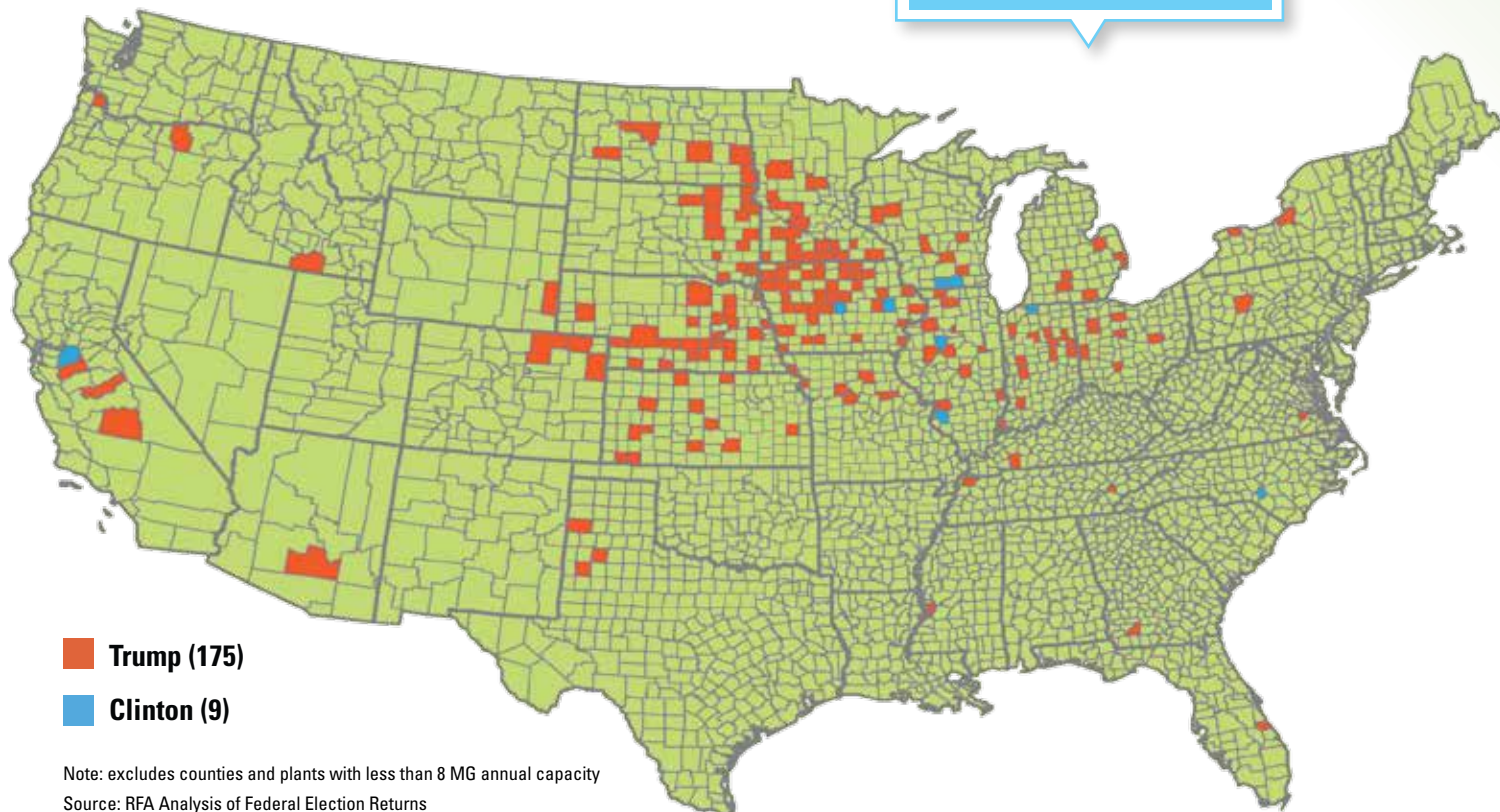 Trump (175)
Clinton (9)
Note: excludes counties and plants with less than 8 MG annual capacity
Source: RFA Analysis of Federal Election Returns